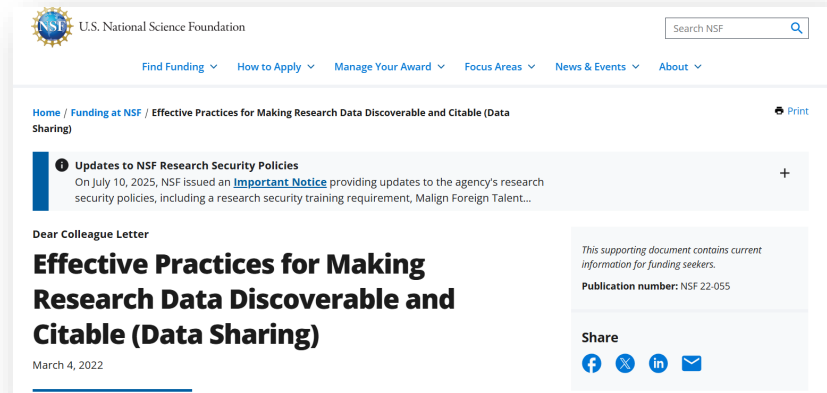 NSF
U.S. National Science Foundation
Search NSF
Find Funding
How to Apply
Manage Your Award
Focus Areas
News & Events
About
Home / Funding at NSF / Effective Practices for Making Research Data Discoverable and Citable (Data
Sharing)
Print
Updates to NSF Research Security Policies
On July 10, 2025, NSF issued an Important Notice providing updates to the agency's research
security policies, including a research security training requirement, Malign Foreign Talent...
Dear Colleague Letter
Effective Practices for Making
Research Data Discoverable and
Citable (Data Sharing)
March 4, 2022
This supporting document contains current
information for funding seekers.
Publication number: NSF 22-055
Share